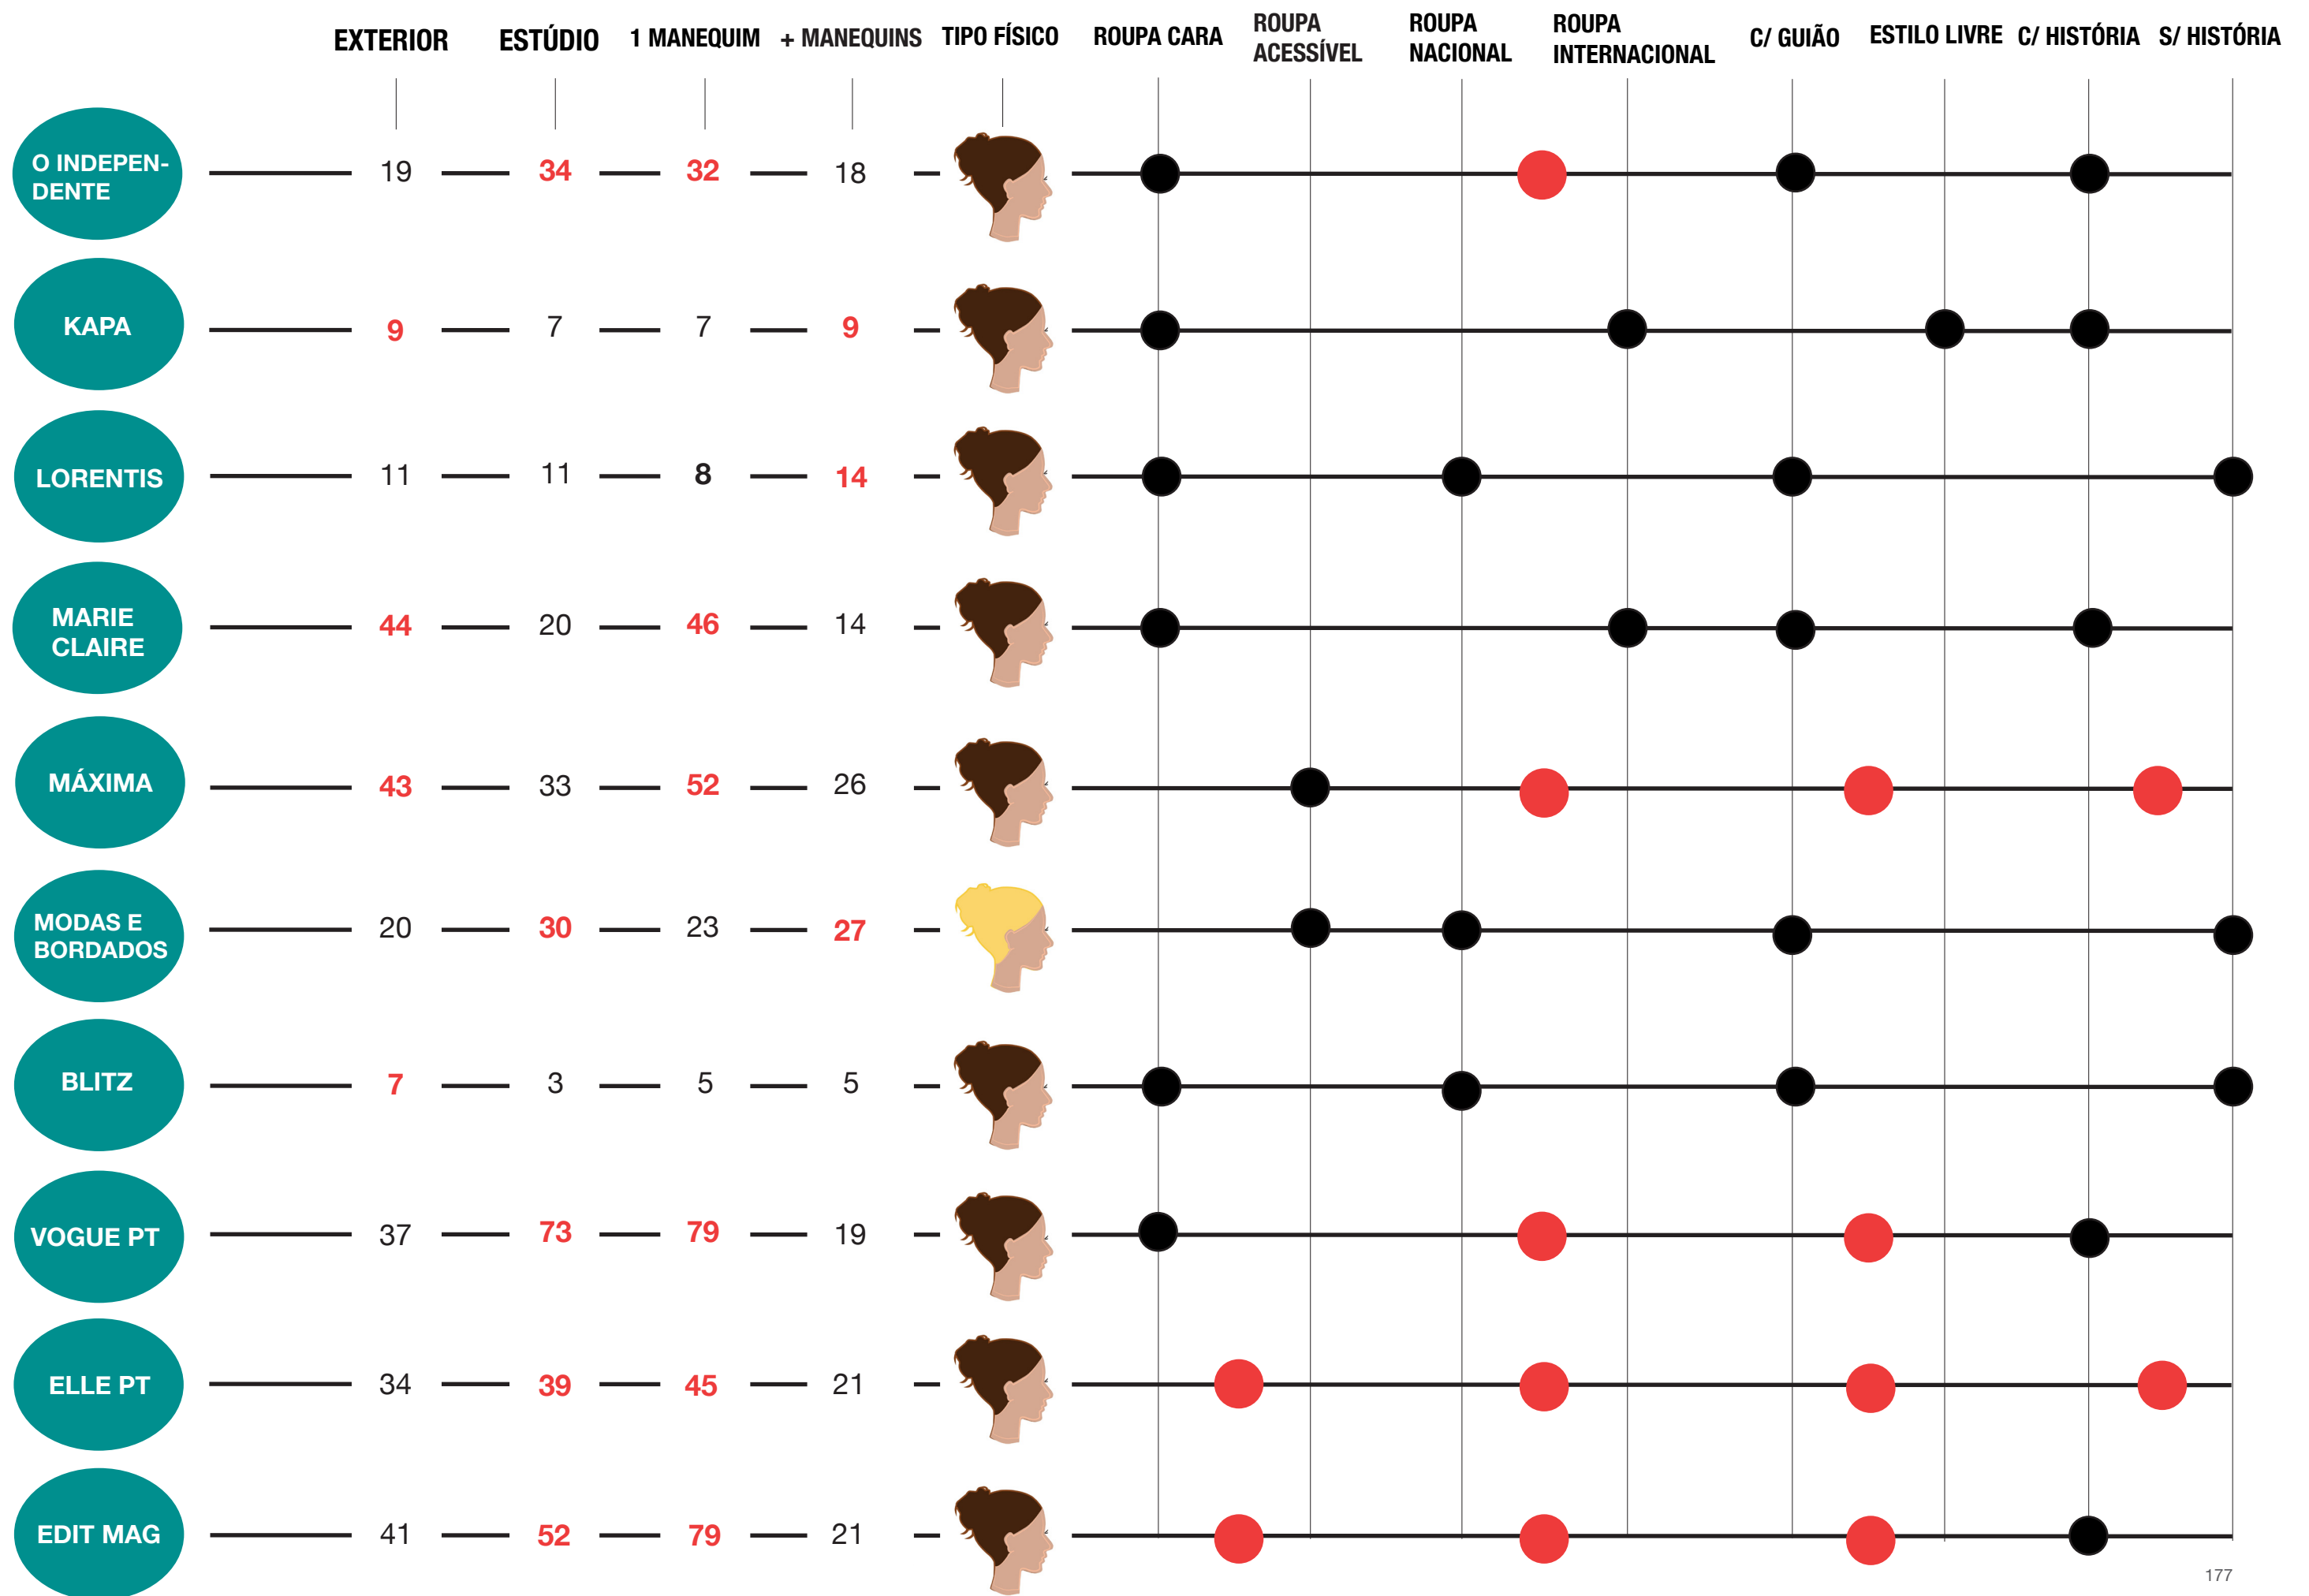 EXTERIOR ESTÚDIO 1 MANEQUIM + MANEQUINS TIPO FÍSICO ROUPA CARA ROUPA ROUPA ROUPA C/ GUIÃO ESTILO LIVRE C/ HISTÓRIA S/ HISTÓRIA
ACESSÍVEL NACIONAL INTERNACIONAL
O INDEPEN-
DENTE
19 34 32 18
KAPA 9 7 7 9
LORENTIS 11 11 8 14
MARIE
CLAIRE
44 20 46 14
MÁXIMA 43 33 52 26
MODAS E
BORDADOS
20 30 23 27
BLITZ 7 3 5 5
VOGUE PT 37 73 79 19
ELLE PT 34 39 45 21
EDIT MAG 41 52 79 21
177